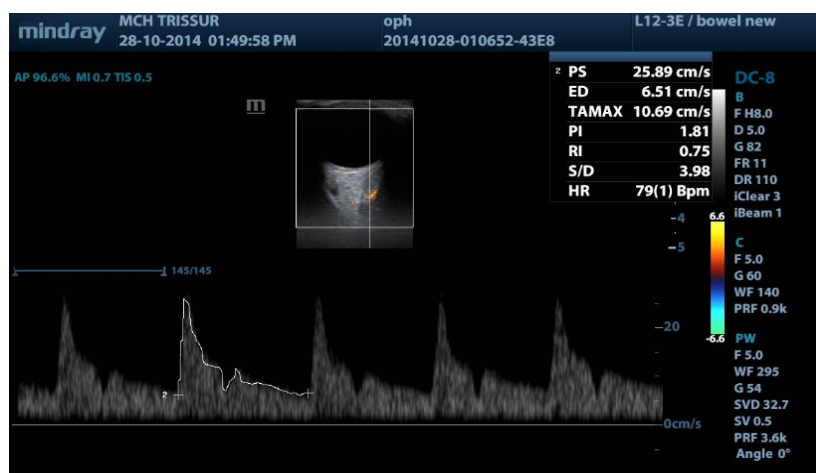 mindray
MCH TRISSUR
28-10-2014 01:49:58 PM
oph
20141028-010652-43E8
L12-3E / bowel new
AP 96.6% MI 0.7 TIS 0.5
m
2 PS 25.89 cm/s
ED 6.51 cm/s
TAMAX 10.69 cm/s
PI 1.81
RI 0.75
S/D 3.98
HR 79(1) Bpm
DC-8
B
F H8.0
D 5.0
G 82
FR 11
DR 110
iClear 3
iBeam 1
-4
-5
6.6
-6.6
C
F 5.0
G 60
WF 140
PRF 0.9k
145/145
-20
2
0cm/s
PW
F 5.0
WF 295
G 54
SVD 32.7
SV 0.5
PRF 3.6k
Angle 0°